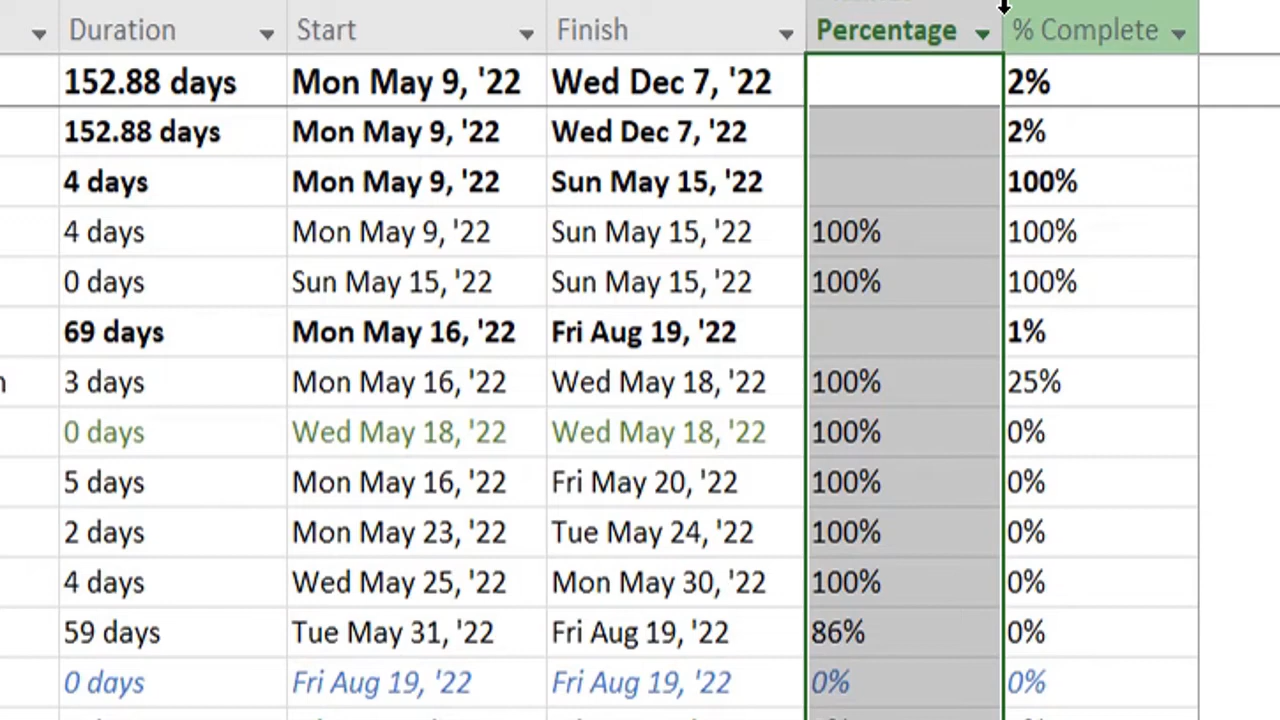 Duration Start Finish Percentage % Complete
152.88 days Mon May 9, '22 Wed Dec 7, '22 2%
152.88 days Mon May 9, '22 Wed Dec 7, '22 2%
4 days Mon May 9, '22 Sun May 15, '22 100%
4 days Mon May 9, '22 Sun May 15, '22 100% 100%
0 days Sun May 15, '22 Sun May 15, '22 100% 100%
69 days Mon May 16, '22 Fri Aug 19, '22 1%
3 days Mon May 16, '22 Wed May 18, '22 100% 25%
0 days Wed May 18, '22 Wed May 18, '22 100% 0%
5 days Mon May 16, '22 Fri May 20, '22 100% 0%
2 days Mon May 23, '22 Tue May 24, '22 100% 0%
4 days Wed May 25, '22 Mon May 30, '22 100% 0%
59 days Tue May 31, '22 Fri Aug 19, '22 86% 0%
0 days Fri Aug 19, '22 Fri Aug 19, '22 0% 0%